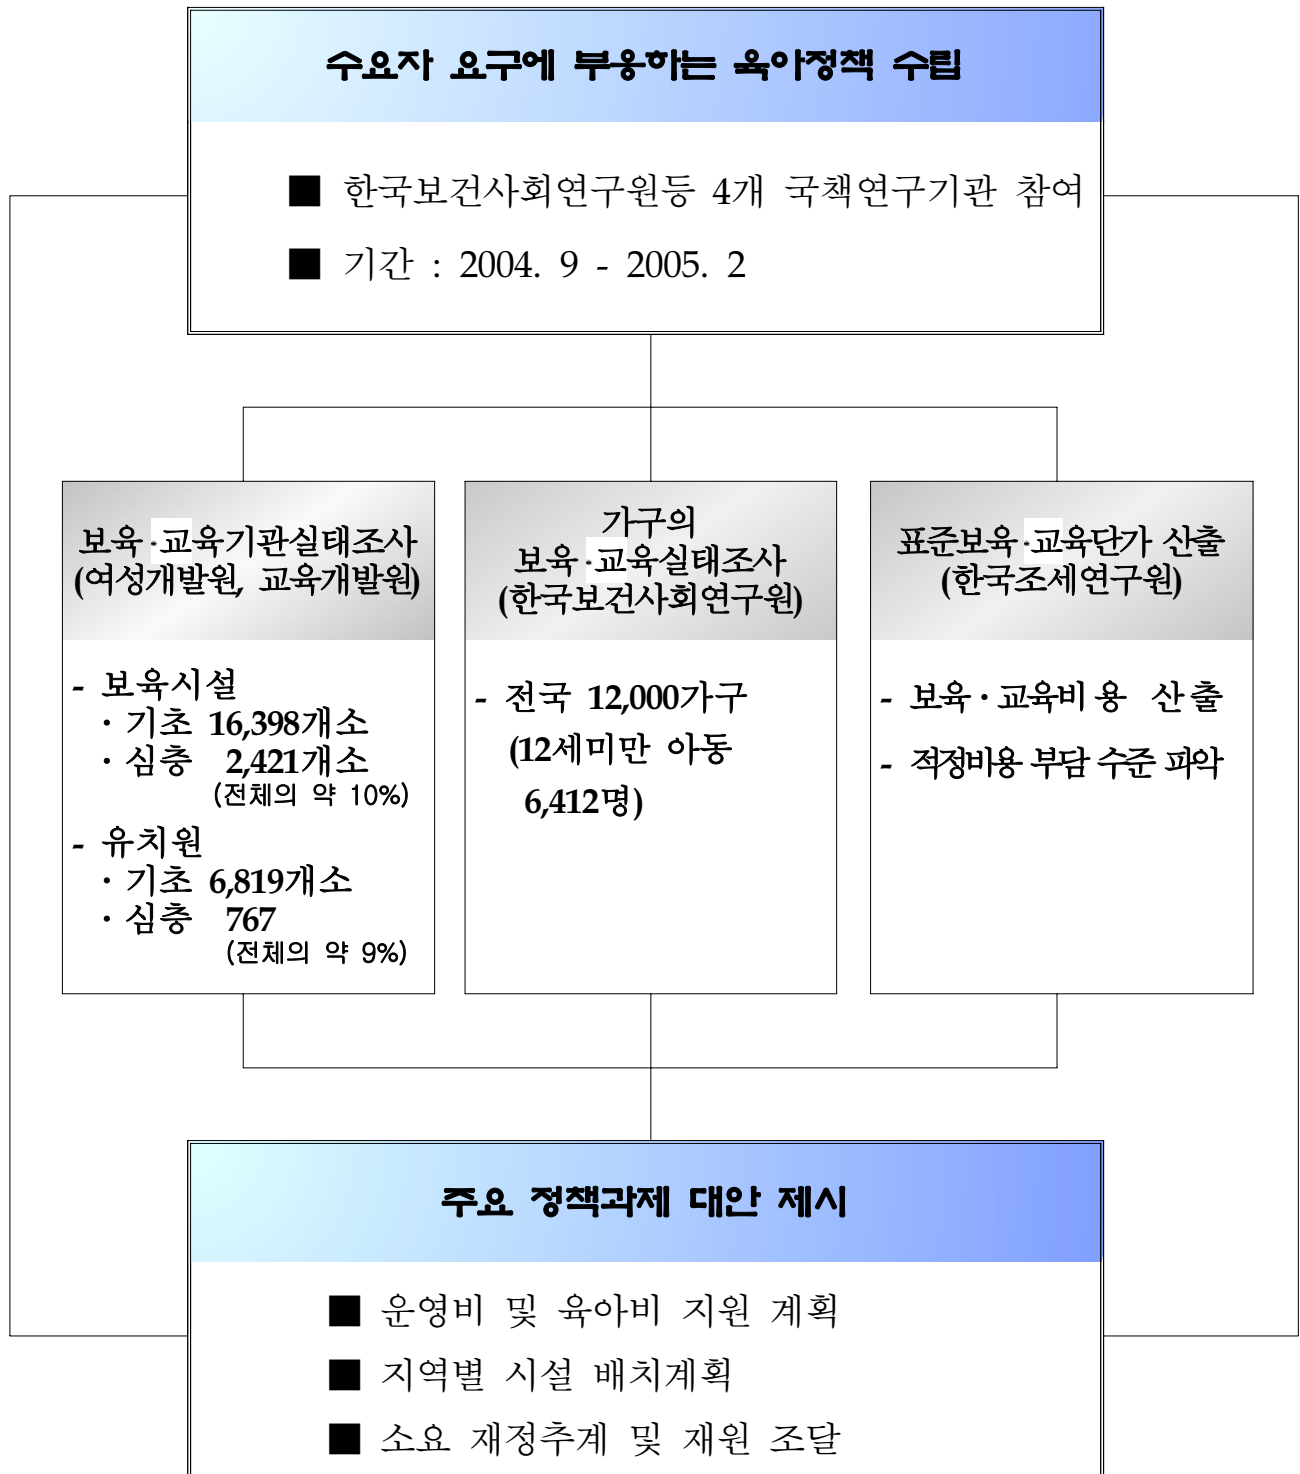 수요자 요구에 부응하는 육아정책 수립
■ 한국보건사회연구원등 4개 국책연구기관 참여
■ 기간 : 2004. 9 - 2005. 2
보육·교육기관실태조사
(여성개발원, 교육개발원)
- 보육시설
· 기초 16,398개소
· 심층 2,421개소
(전체의 약 10%)
- 유치원
· 기초 6,819개소
· 심층 767
(전체의 약 9%)
가구의
보육·교육실태조사
(한국보건사회연구원)
- 전국 12,000가구
(12세미만 아동
6,412명)
표준보육·교육단가 산출
(한국조세연구원)
- 보육·교육비용 산출
- 적정비용 부담 수준 파악
주요 정책과제 대안 제시
■ 운영비 및 육아비 지원 계획
■ 지역별 시설 배치계획
■ 소요 재정추계 및 재원 조달